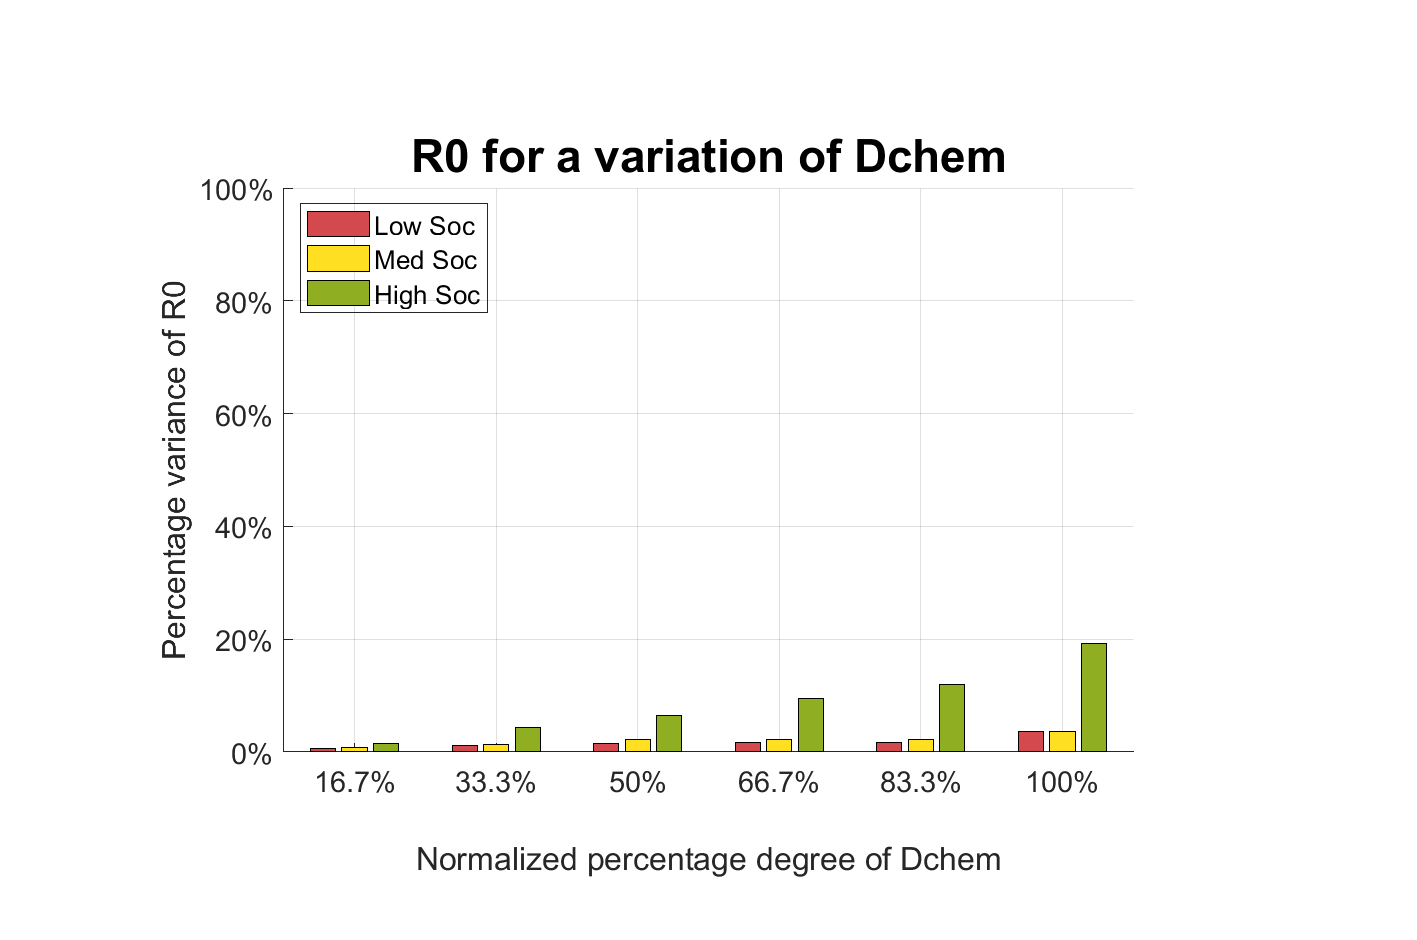 R0 for a variation of Dchem
100%
80%
60%
40%
20%
0%
Percentage variance of R0
Low Soc
Med Soc
High Soc
16.7% 33.3% 50% 66.7% 83.3% 100%
Normalized percentage degree of Dchem